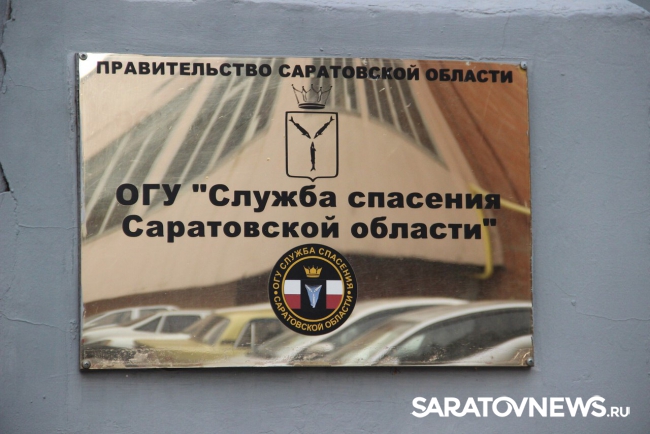 ПРАВИТЕЛЬСТВО САРАТОВСКОЙ ОБЛАСТИ
ОГУ "Служба спасения
Саратовской области"
ОГУ СЛУЖБА СПАСЕНИЯ
САРАТОВСКОЙ ОБЛАСТИ
SARATOVNEWS.RU